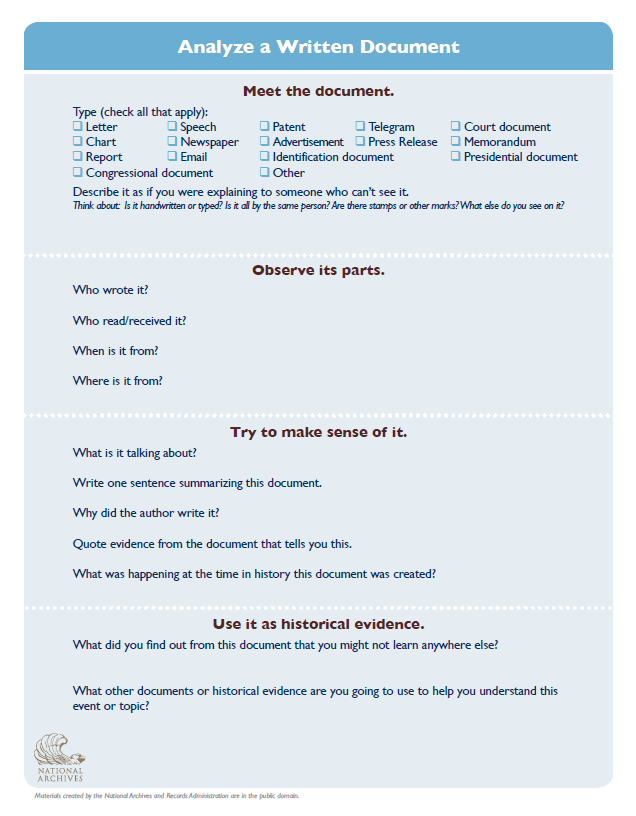 Analyze a Written Document
Meet the document.
Type (check all that apply):
❏ Letter ❏ Speech ❏ Patent ❏ Telegram ❏ Court document
❏ Chart ❏ Newspaper ❏ Advertisement ❏ Press Release ❏ Memorandum
❏ Report ❏ Email ❏ Identification document ❏ Presidential document
❏ Congressional document ❏ Other
Describe it as if you were explaining to someone who can't see it.
Think about: Is it handwritten or typed? Is it all by the same person? Are there stamps or other marks? What else do you see on it?
Observe its parts.
Who wrote it?
Who read/received it?
When is it from?
Where is it from?
Try to make sense of it.
What is it talking about?
Write one sentence summarizing this document.
Why did the author write it?
Quote evidence from the document that tells you this.
What was happening at the time in history this document was created?
Use it as historical evidence.
What did you find out from this document that you might not learn anywhere else?
What other documents or historical evidence are you going to use to help you understand this
event or topic?
NATIONAL
ARCHIVES
Materials created by the National Archives and Records Administration are in the public domain.